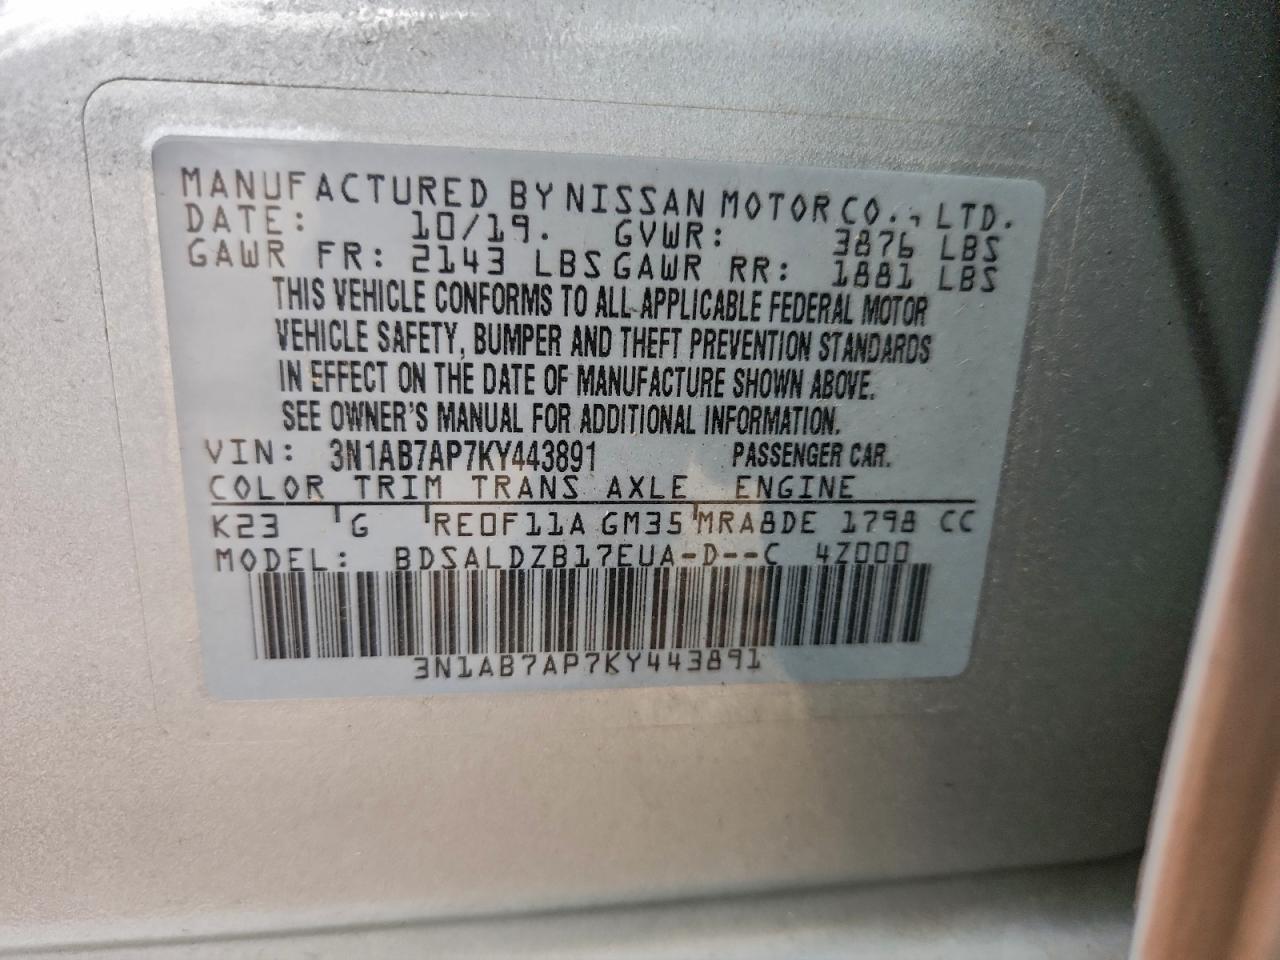 MANUFACTURED BY NISSAN MOTOR CO., LTD.
DATE: 10/19. GVWR: 3876 LBS
GAWR FR: 2143 LBS GAWR RR: 1881 LBS
THIS VEHICLE CONFORMS TO ALL APPLICABLE FEDERAL MOTOR
VEHICLE SAFETY, BUMPER AND THEFT PREVENTION STANDARDS
IN EFFECT ON THE DATE OF MANUFACTURE SHOWN ABOVE.
SEE OWNER'S MANUAL FOR ADDITIONAL INFORMATION.
VIN: 3N1AB7AP7KY443891 PASSENGER CAR.
COLOR TRIM TRANS AXLE ENGINE
K23 G RE0F11A GM35 MRA8DE 1798 CC
MODEL: BDSALDZB17EUA-D--C 4Z000
3N1AB7AP7KY443891